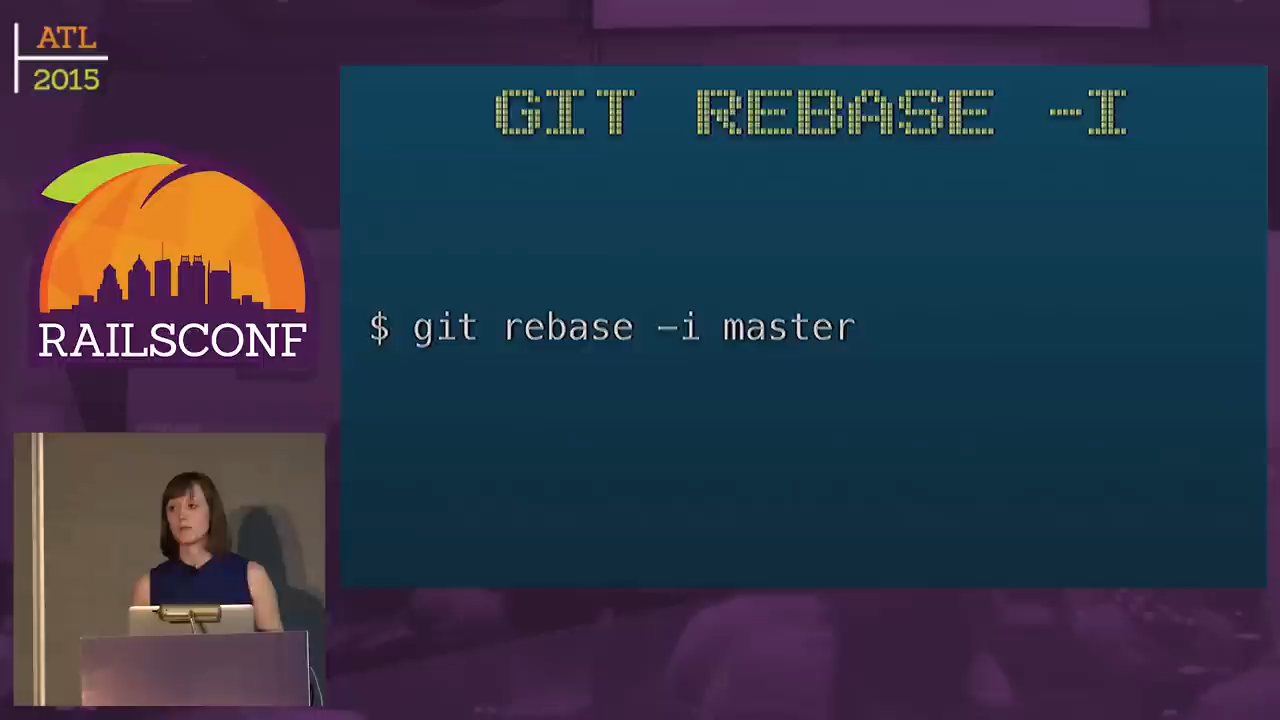 ATL
2015
RAILSCONF
GIT REBASE -I
$ git rebase -i master